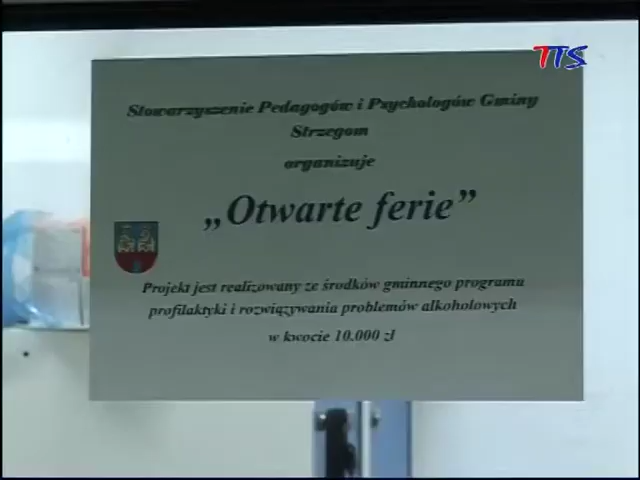 TTS
Stowarzyszenie Pedagogów i Psychologów Gminy
Strzegom
organizuje
„Otwarte ferie”
Projekt jest realizowany ze środków gminnego programu
profilaktyki i rozwiązywania problemów alkoholowych
w kwocie 10.000 zł